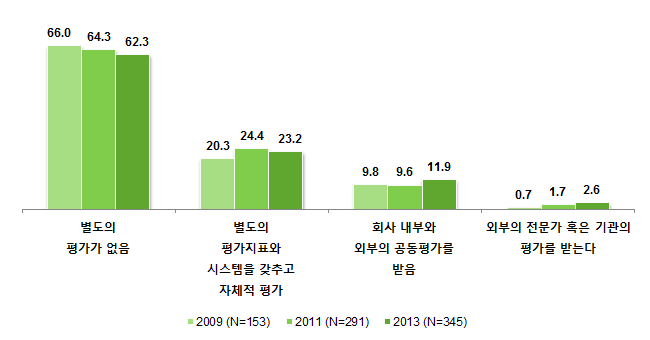 66.0 64.3 62.3
20.3 24.4 23.2
9.8 9.6 11.9
0.7 1.7 2.6
별도의
평가가 없음
별도의
평가지표와
시스템을 갖추고
자체적 평가
회사 내부와
외부의 공동평가를
받음
외부의 전문가 혹은 기관의
평가를 받는다
2009 (N=153) 2011 (N=291) 2013 (N=345)